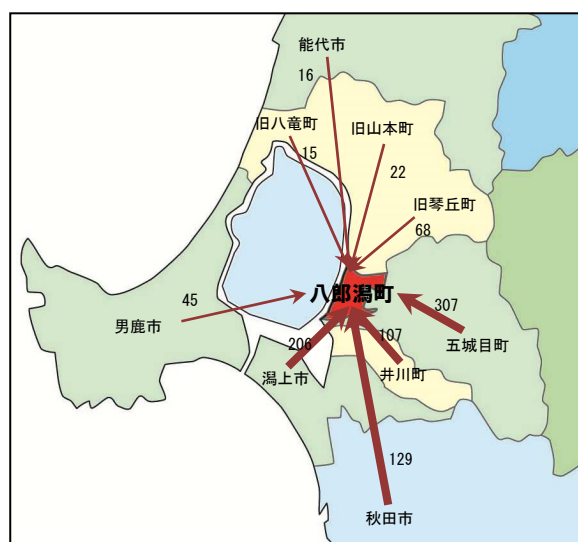 能代市
16
旧八竜町
15
旧山本町
22
旧琴丘町
68
八郎潟町
45
男鹿市
307
五城目町
206
潟上市
107
井川町
129
秋田市